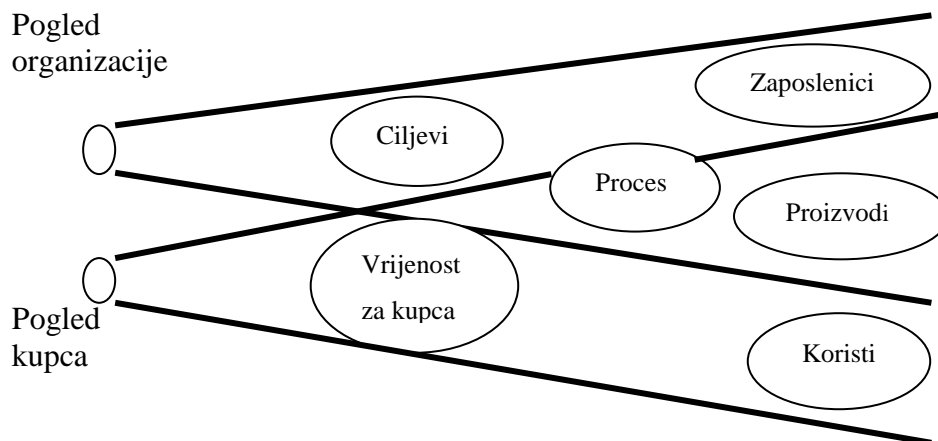 Pogled
organizacije
Zaposlenici
Ciljevi
Proces
Proizvodi
Vrijenost
za kupca
Pogled
kupca
Koristi